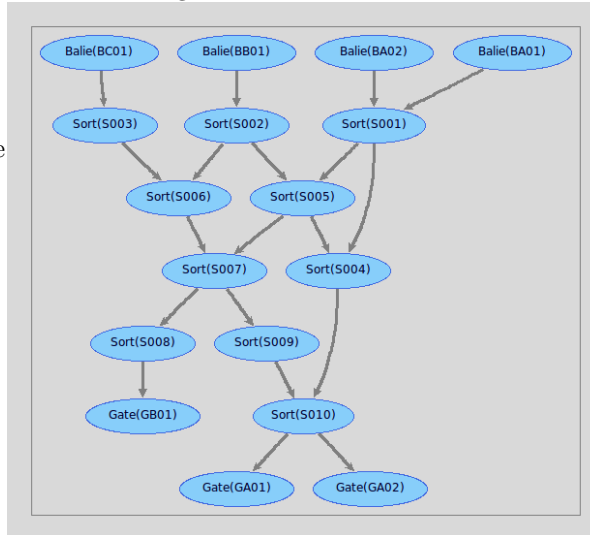 Balie(BC01) Balie(BB01) Balie(BA02) Balie(BA01)
Sort(S003) Sort(S002) Sort(S001)
e
Sort(S006) Sort(S005)
Sort(S007) Sort(S004)
Sort(S008) Sort(S009)
Gate(GB01) Sort(S010)
Gate(GA01) Gate(GA02)